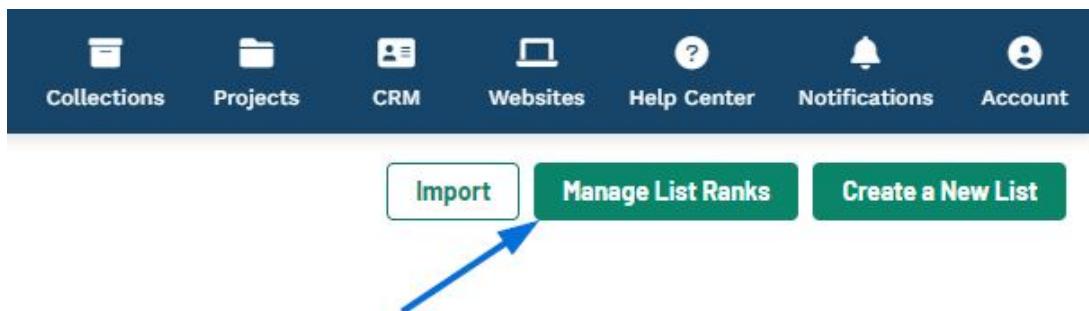 Collections Projects CRM Websites Help Center Notifications Account
Import Manage List Ranks Create a New List